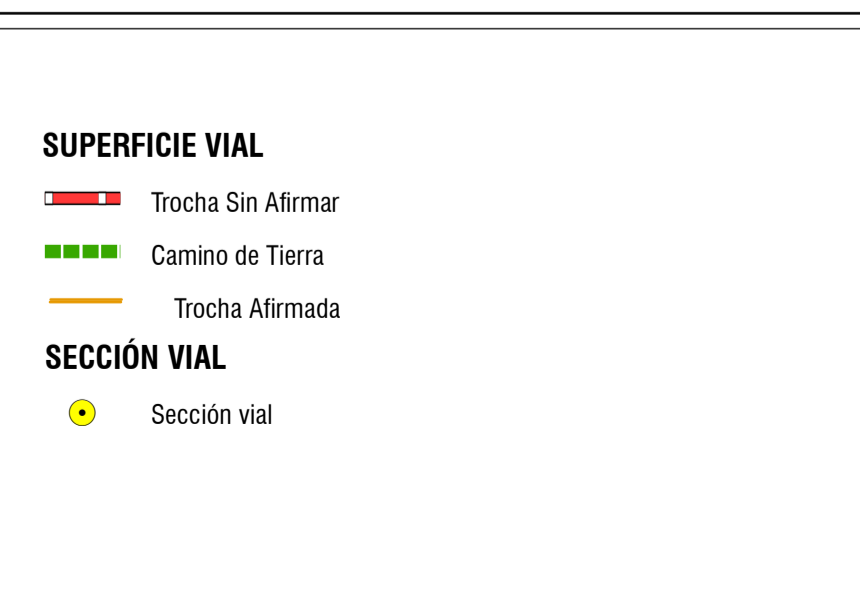 SUPERFICIE VIAL
Trocha Sin Afirmar
Camino de Tierra
Trocha Afirmada
SECCIÓN VIAL
Sección vial